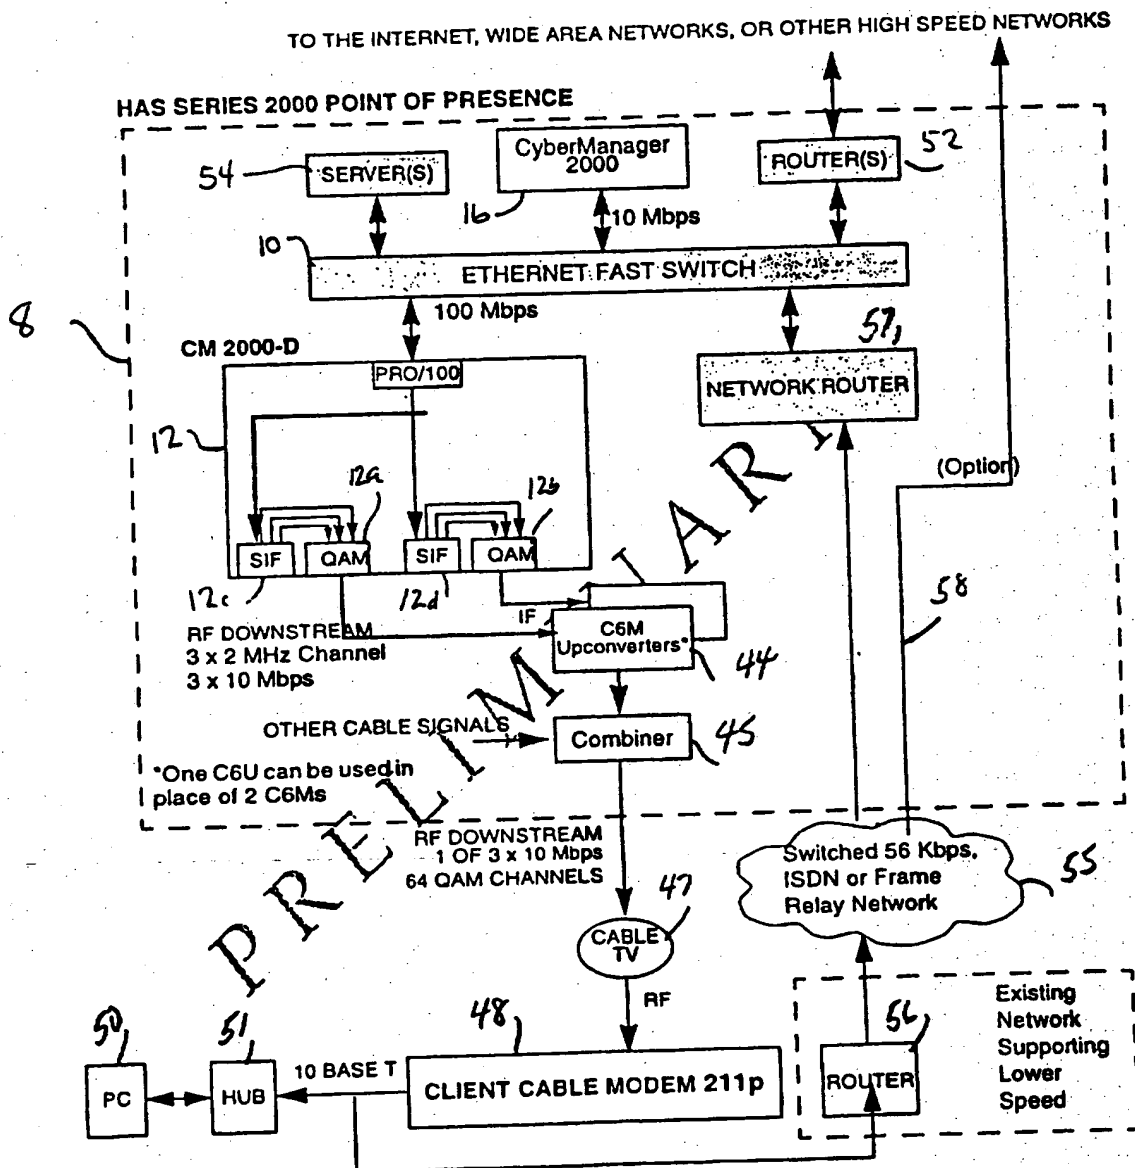 TO THE INTERNET, WIDE AREA NETWORKS, OR OTHER HIGH SPEED NETWORKS
HAS SERIES 2000 POINT OF PRESENCE
54
SERVER(S)
CyberManager
2000
16
10 Mbps
ROUTER(S)
52
10
ETHERNET FAST SWITCH
8
100 Mbps
CM 2000-D
PRO/100
57
NETWORK ROUTER
12
12a
12b
SIF
QAM
SIF
QAM
12c
12d
(Option)
58
RF DOWNSTREAM
3 x 2 MHz Channel
3 x 10 Mbps
IF
C6M
Upconverters*
44
OTHER CABLE SIGNALS
Combiner
45
*One C6U can be used in
place of 2 C6Ms
PRELIM I AR Y
RF DOWNSTREAM
1 OF 3 x 10 Mbps
64 QAM CHANNELS
Switched 56 Kbps,
ISDN or Frame
Relay Network
55
47
CABLE
TV
RF
50
PC
51
HUB
10 BASE T
48
CLIENT CABLE MODEM 211p
56
ROUTER
Existing
Network
Supporting
Lower
Speed